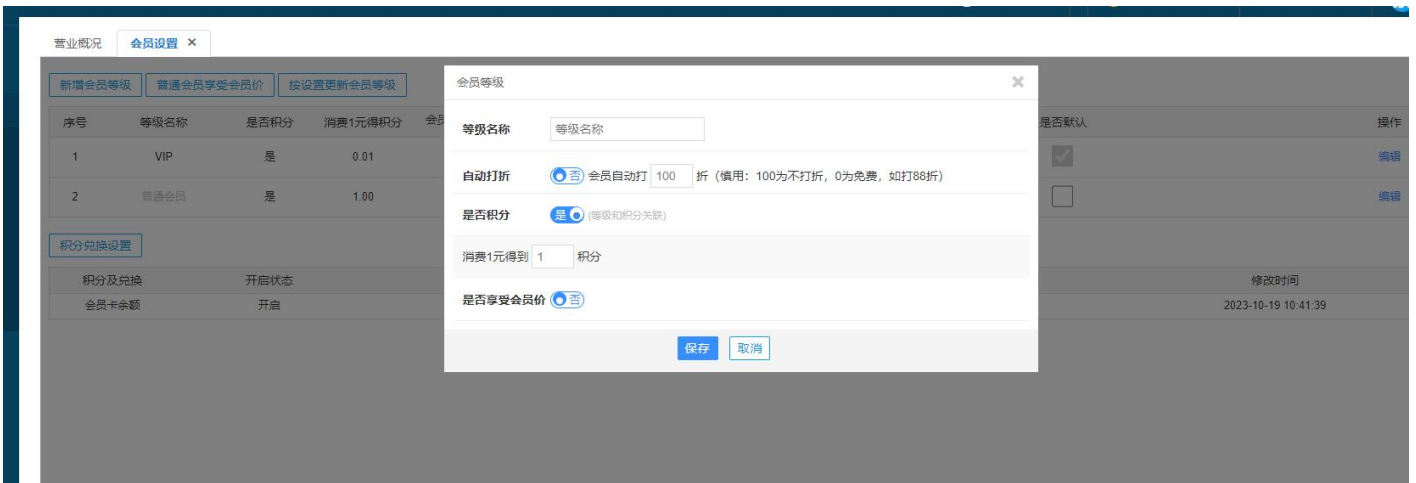 营业概况 会员设置 ×
新增会员等级 普通会员享受会员价 按设置更新会员等级
序号 等级名称 是否积分 消费1元得积分 会员 是否默认 操作
1 VIP 是 0.01 编辑
2 普通会员 是 1.00 编辑
积分兑换设置
积分及兑换 开启状态 修改时间
会员卡余额 开启 2023-10-19 10:41:39
会员等级 ×
等级名称 等级名称
自动打折 否 会员自动打 100 折（慎用：100为不打折，0为免费，如打88折）
是否积分 是 (等级和积分关联)
消费1元得到 1 积分
是否享受会员价 否
保存 取消